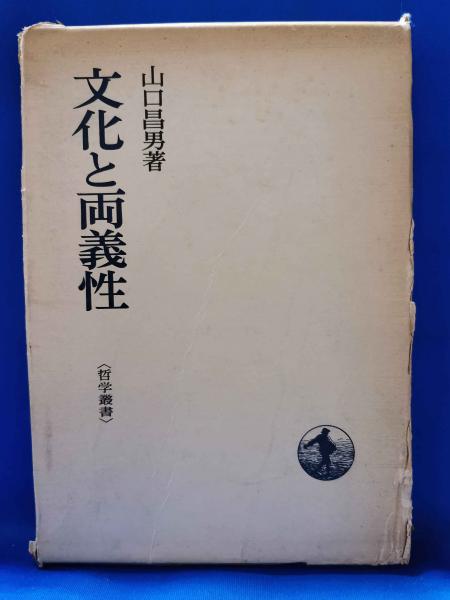 山口昌男著
文化と両義性
〈哲学叢書〉